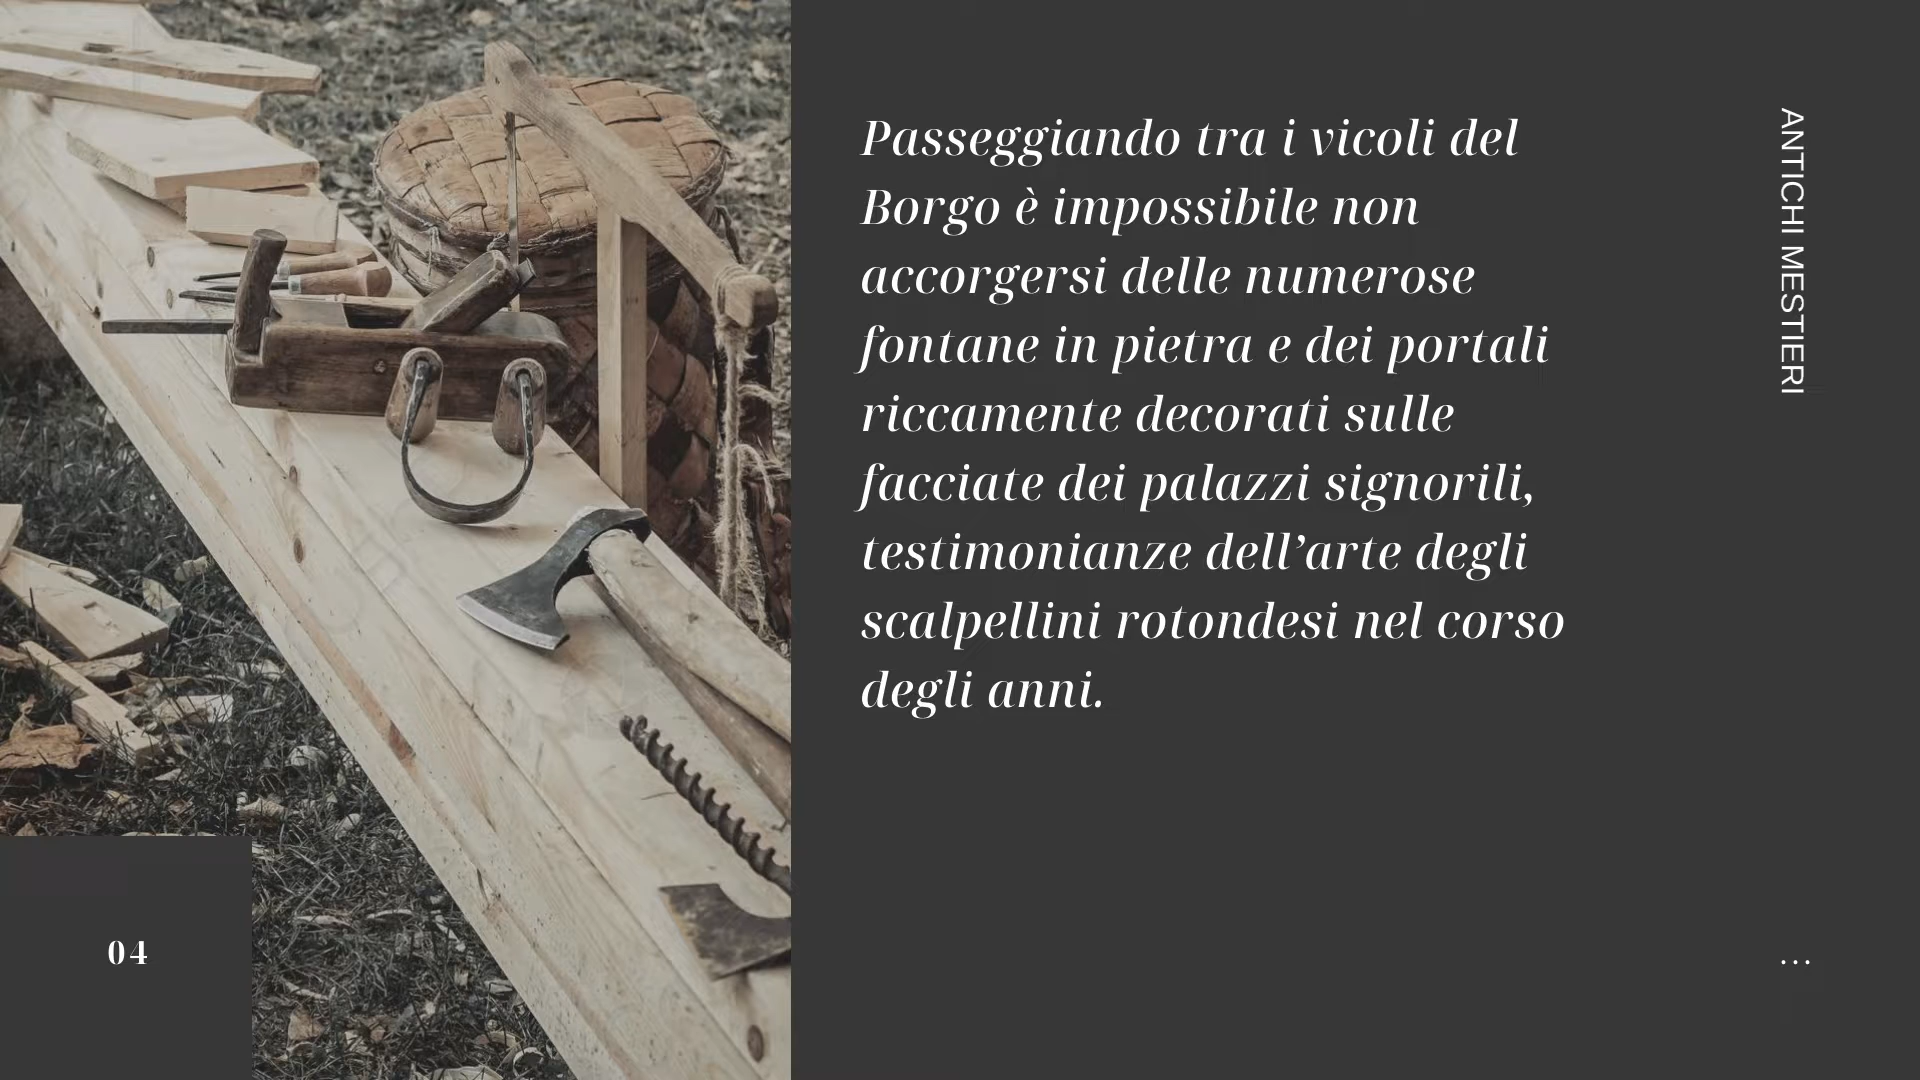 Passeggiando tra i vicoli del
Borgo è impossibile non
accorgersi delle numerose
fontane in pietra e dei portali
riccamente decorati sulle
facciate dei palazzi signorili,
testimonianze dell’arte degli
scalpellini rotondesi nel corso
degli anni.
ANTICHI MESTIERI
04
...